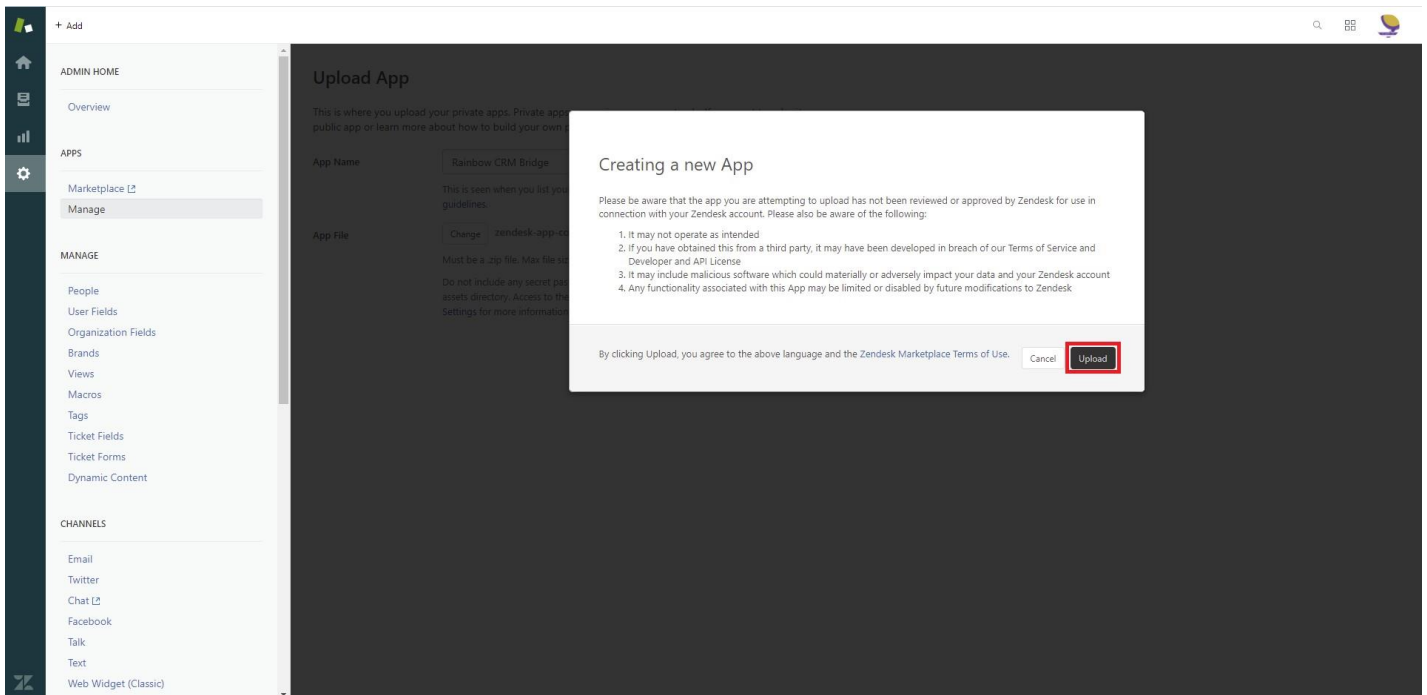 + Add
ADMIN HOME
Overview
APPS
Marketplace
Manage
MANAGE
People
User Fields
Organization Fields
Brands
Views
Macros
Tags
Ticket Fields
Ticket Forms
Dynamic Content
CHANNELS
Email
Twitter
Chat
Facebook
Talk
Text
Web Widget (Classic)
Upload App
This is where you upload your private apps. Private apps
public app or learn more about how to build your own
App Name
Rainbow CRM Bridge
This is seen when you list you
guidelines.
App File
Change zendesk-app-co
Must be a .zip file. Max file
Do not include any secret
assets directory. Access to the
Settings for more information
Creating a new App
Please be aware that the app you are attempting to upload has not been reviewed or approved by Zendesk for use in
connection with your Zendesk account. Please also be aware of the following:
1. It may not operate as intended
2. If you have obtained this from a third party, it may have been developed in breach of our Terms of Service and
Developer and API License
3. It may include malicious software which could materially or adversely impact your data and your Zendesk account
4. Any functionality associated with this App may be limited or disabled by future modifications to Zendesk
By clicking Upload, you agree to the above language and the Zendesk Marketplace Terms of Use.
Cancel
Upload